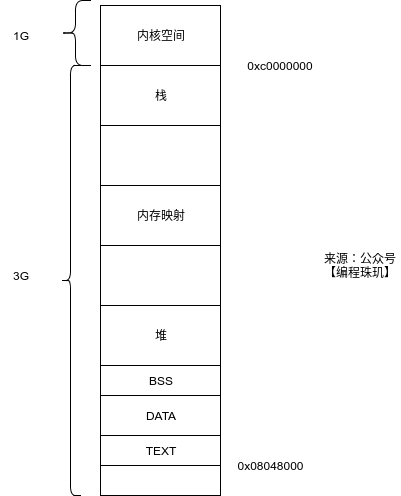 1G
内核空间
0xc0000000
栈
内存映射
来源：公众号
【编程珠玑】
3G
堆
BSS
DATA
TEXT
0x08048000